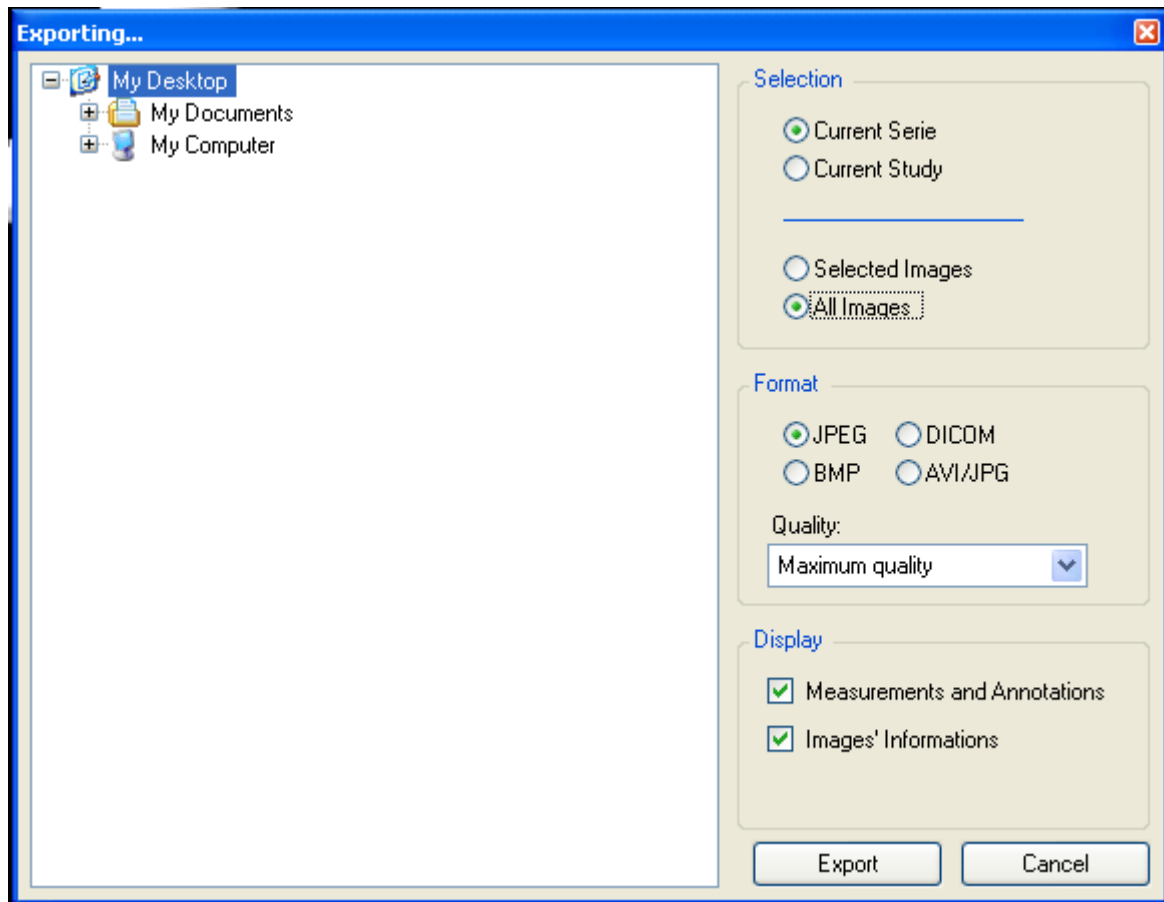 Exporting...
My Desktop
My Documents
My Computer
Selection
Current Serie
Current Study
Selected Images
All Images
Format
JPEG DICOM
BMP AVI/JPG
Quality:
Maximum quality
Display
Measurements and Annotations
Images' Informations
Export Cancel